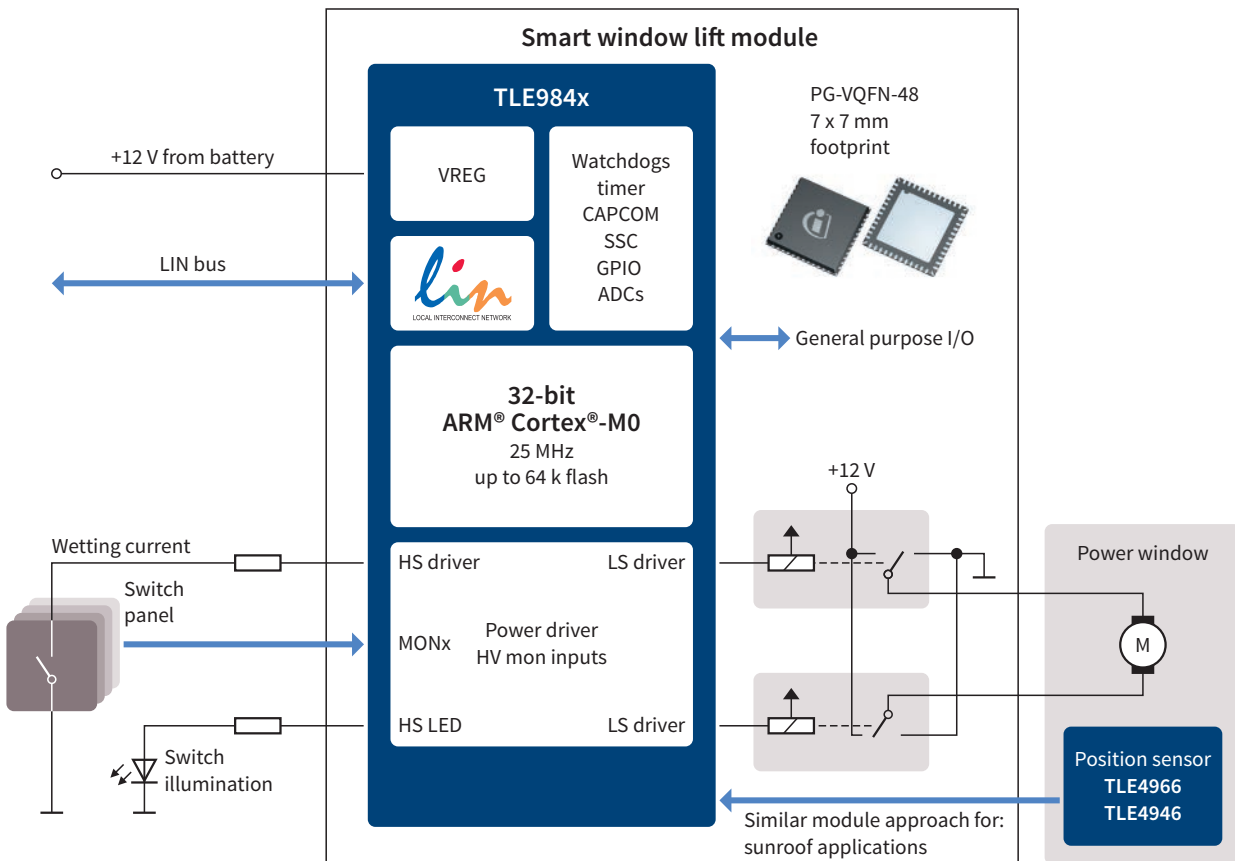 Smart window lift module
TLE984x
PG-VQFN-48
7 x 7 mm
footprint
+12 V from battery
VREG
Watchdogs
timer
CAPCOM
SSC
GPIO
ADCs
LIN bus
lin
LOCAL INTERCONNECT NETWORK
General purpose I/O
32-bit
ARM® Cortex®-M0
25 MHz
up to 64 k flash
+12 V
Wetting current
HS driver
LS driver
Power window
Switch
panel
MONx
Power driver
HV mon inputs
M
HS LED
LS driver
Switch
illumination
Position sensor
TLE4966
TLE4946
Similar module approach for:
sunroof applications